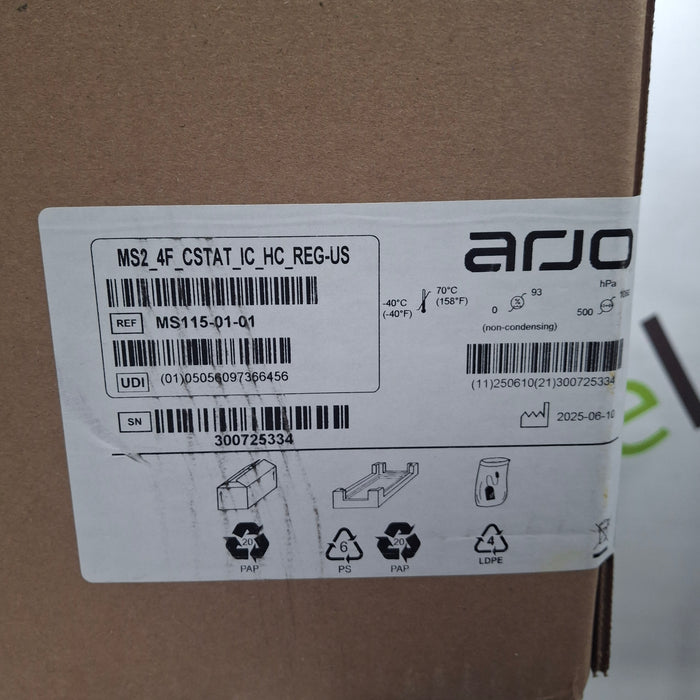 MS2_4F_CSTAT_IC_HC_REG-US
REF MS115-01-01
UDI (01)05056097366456
SN
300725334
arjo
-40°C
(-40°F)
70°C
(158°F)
0 % 93
(non-condensing)
hPa
500
(11)250610(21)300725334
2025-06-10
20
PAP
6
PS
20
PAP
4
LDPE
e